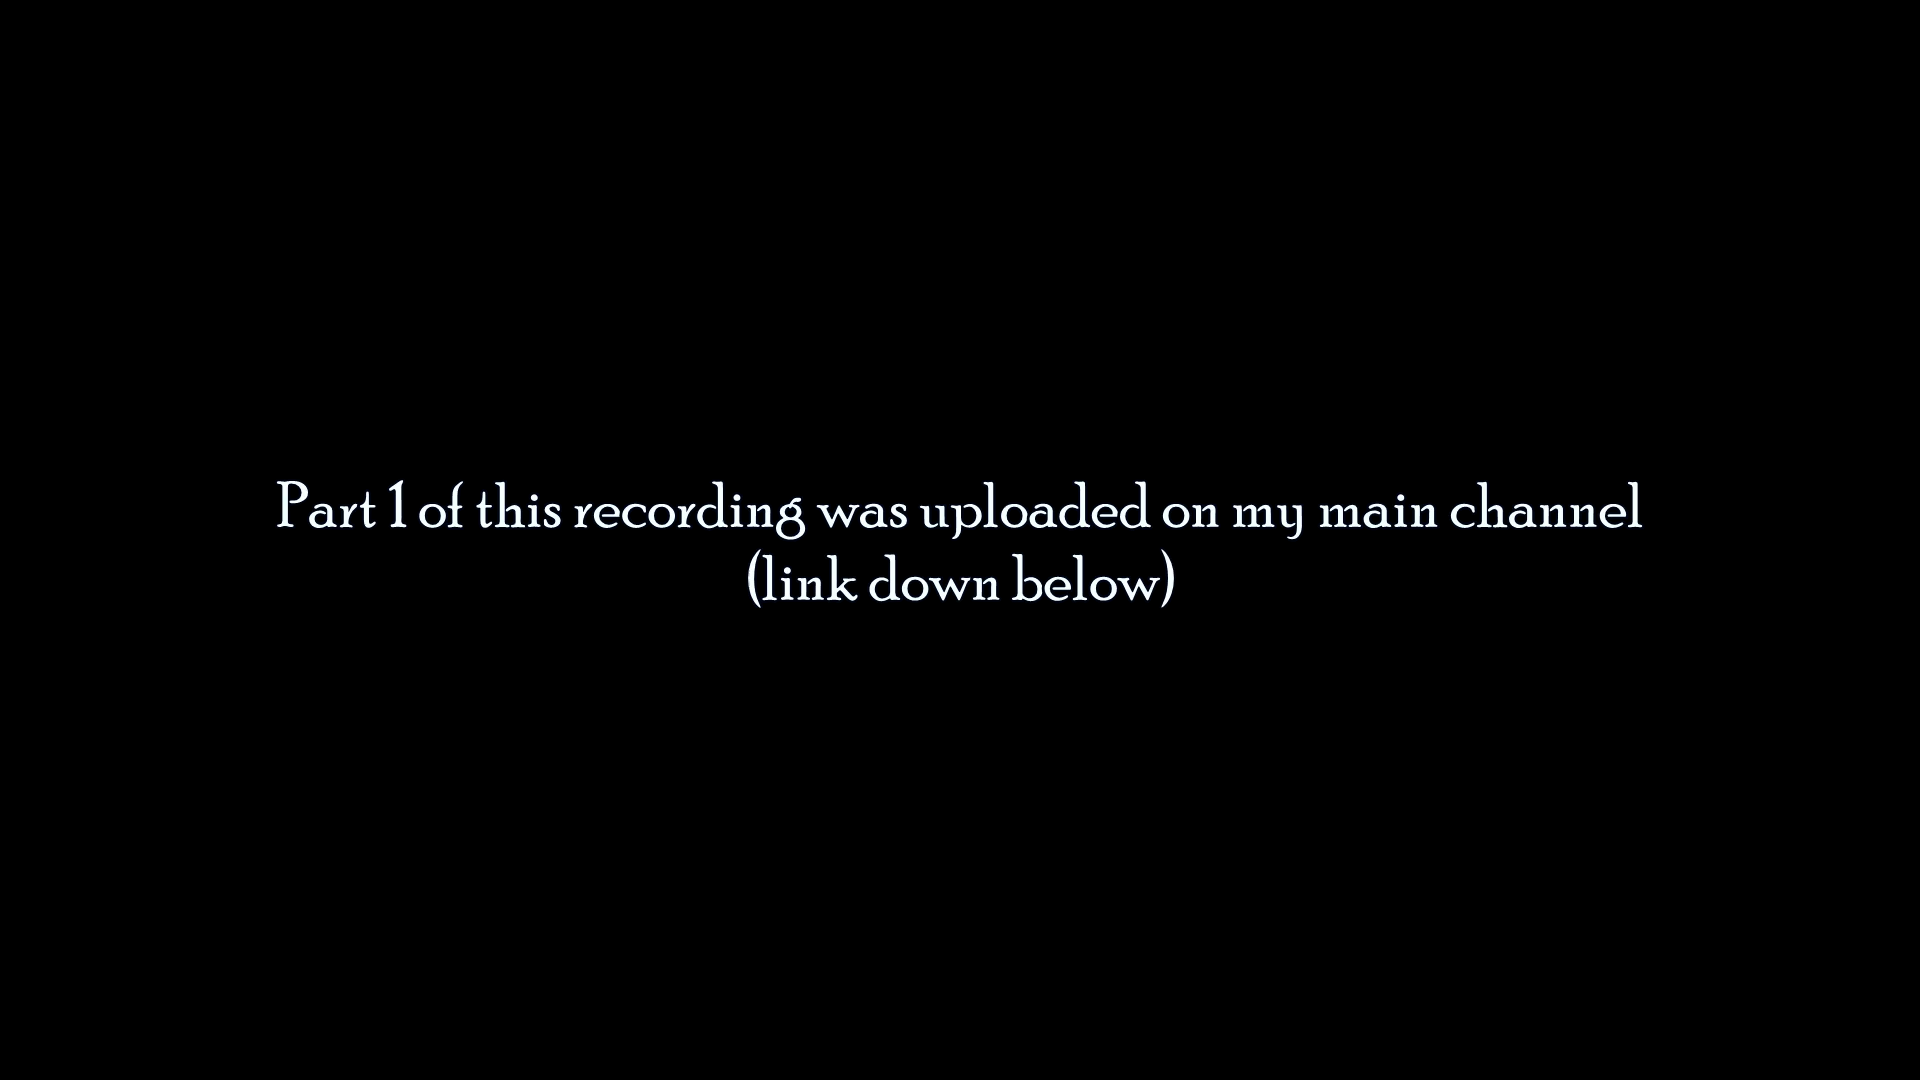 Part 1 of this recording was uploaded on my main channel
(link down below)